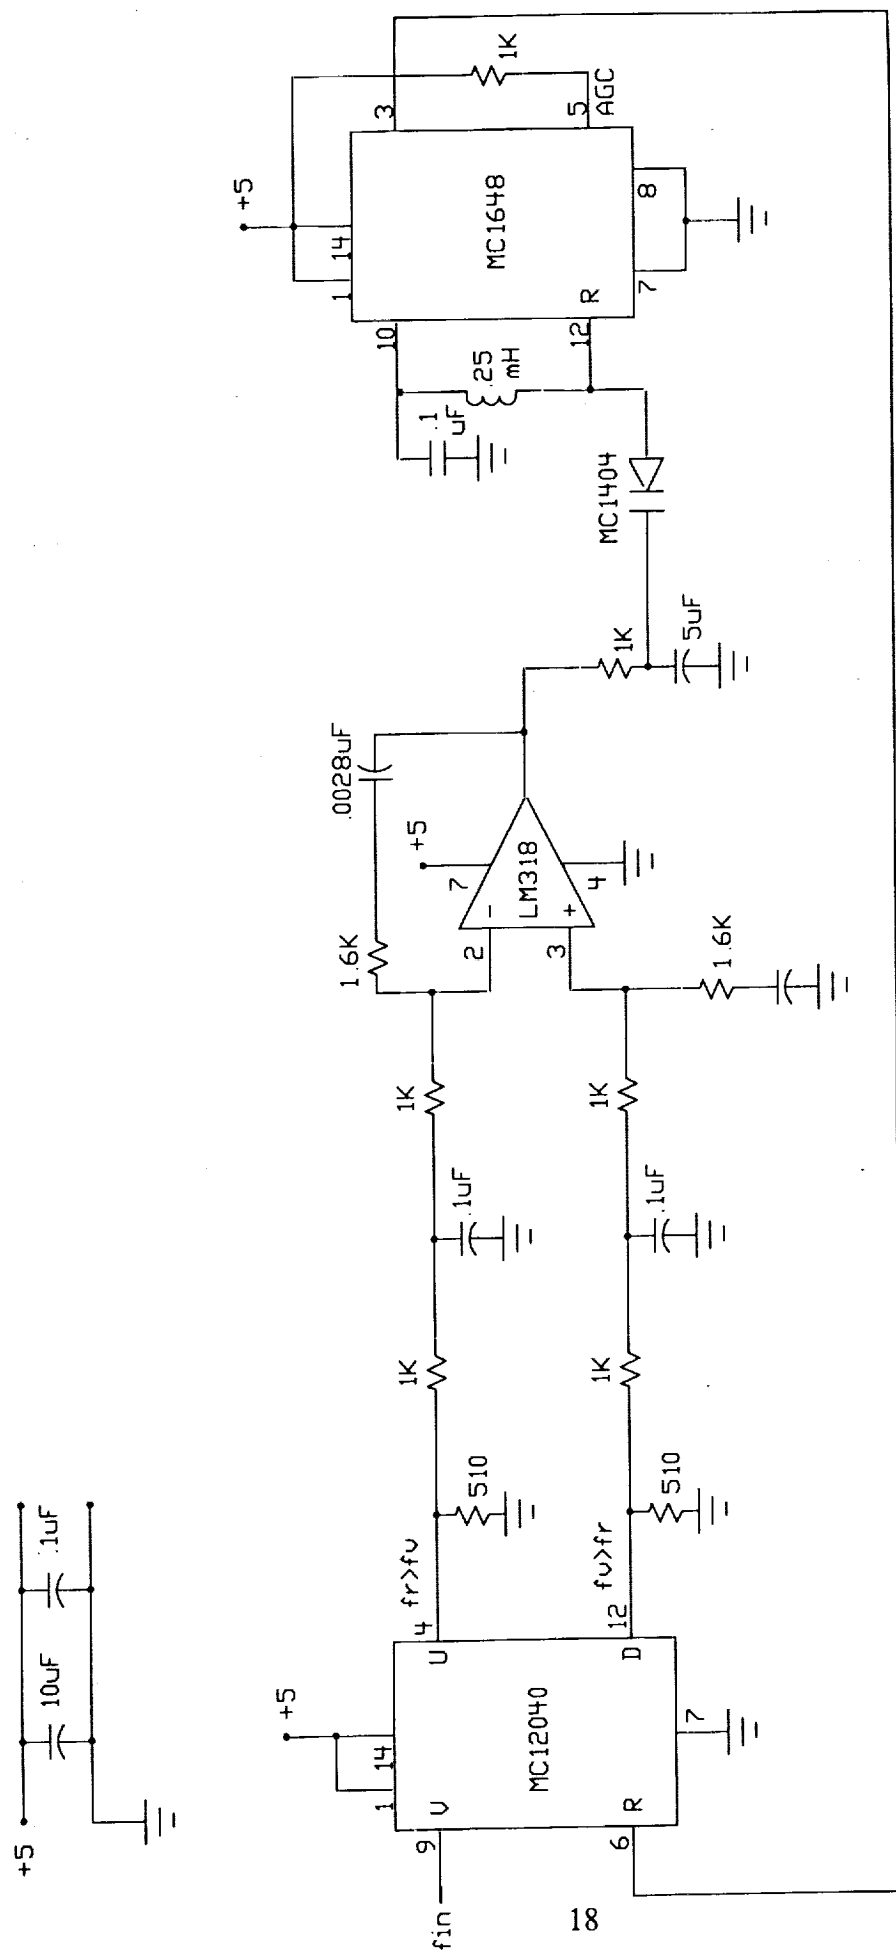 +5
10uF
.1uF
+5
fin
9
V
1
14
MC12040
6
R
7
U
4
fr>fv
D
12
fv>fr
510
510
1K
1K
.1uF
.1uF
1K
1K
1.6K
.0028uF
2
-
3
+
LM318
7
+5
4
1.6K
1K
5uF
MC1404
.1
uF
.25
mH
10
12
R
1
14
+5
MC1648
7
8
3
5
AGC
1K
18